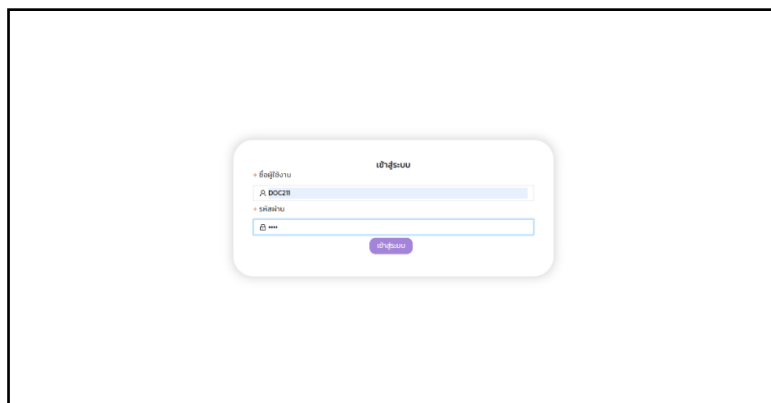 เข้าสู่ระบบ
* ชื่อผู้ใช้งาน
DOC211
* รหัสผ่าน
••••
เข้าสู่ระบบ